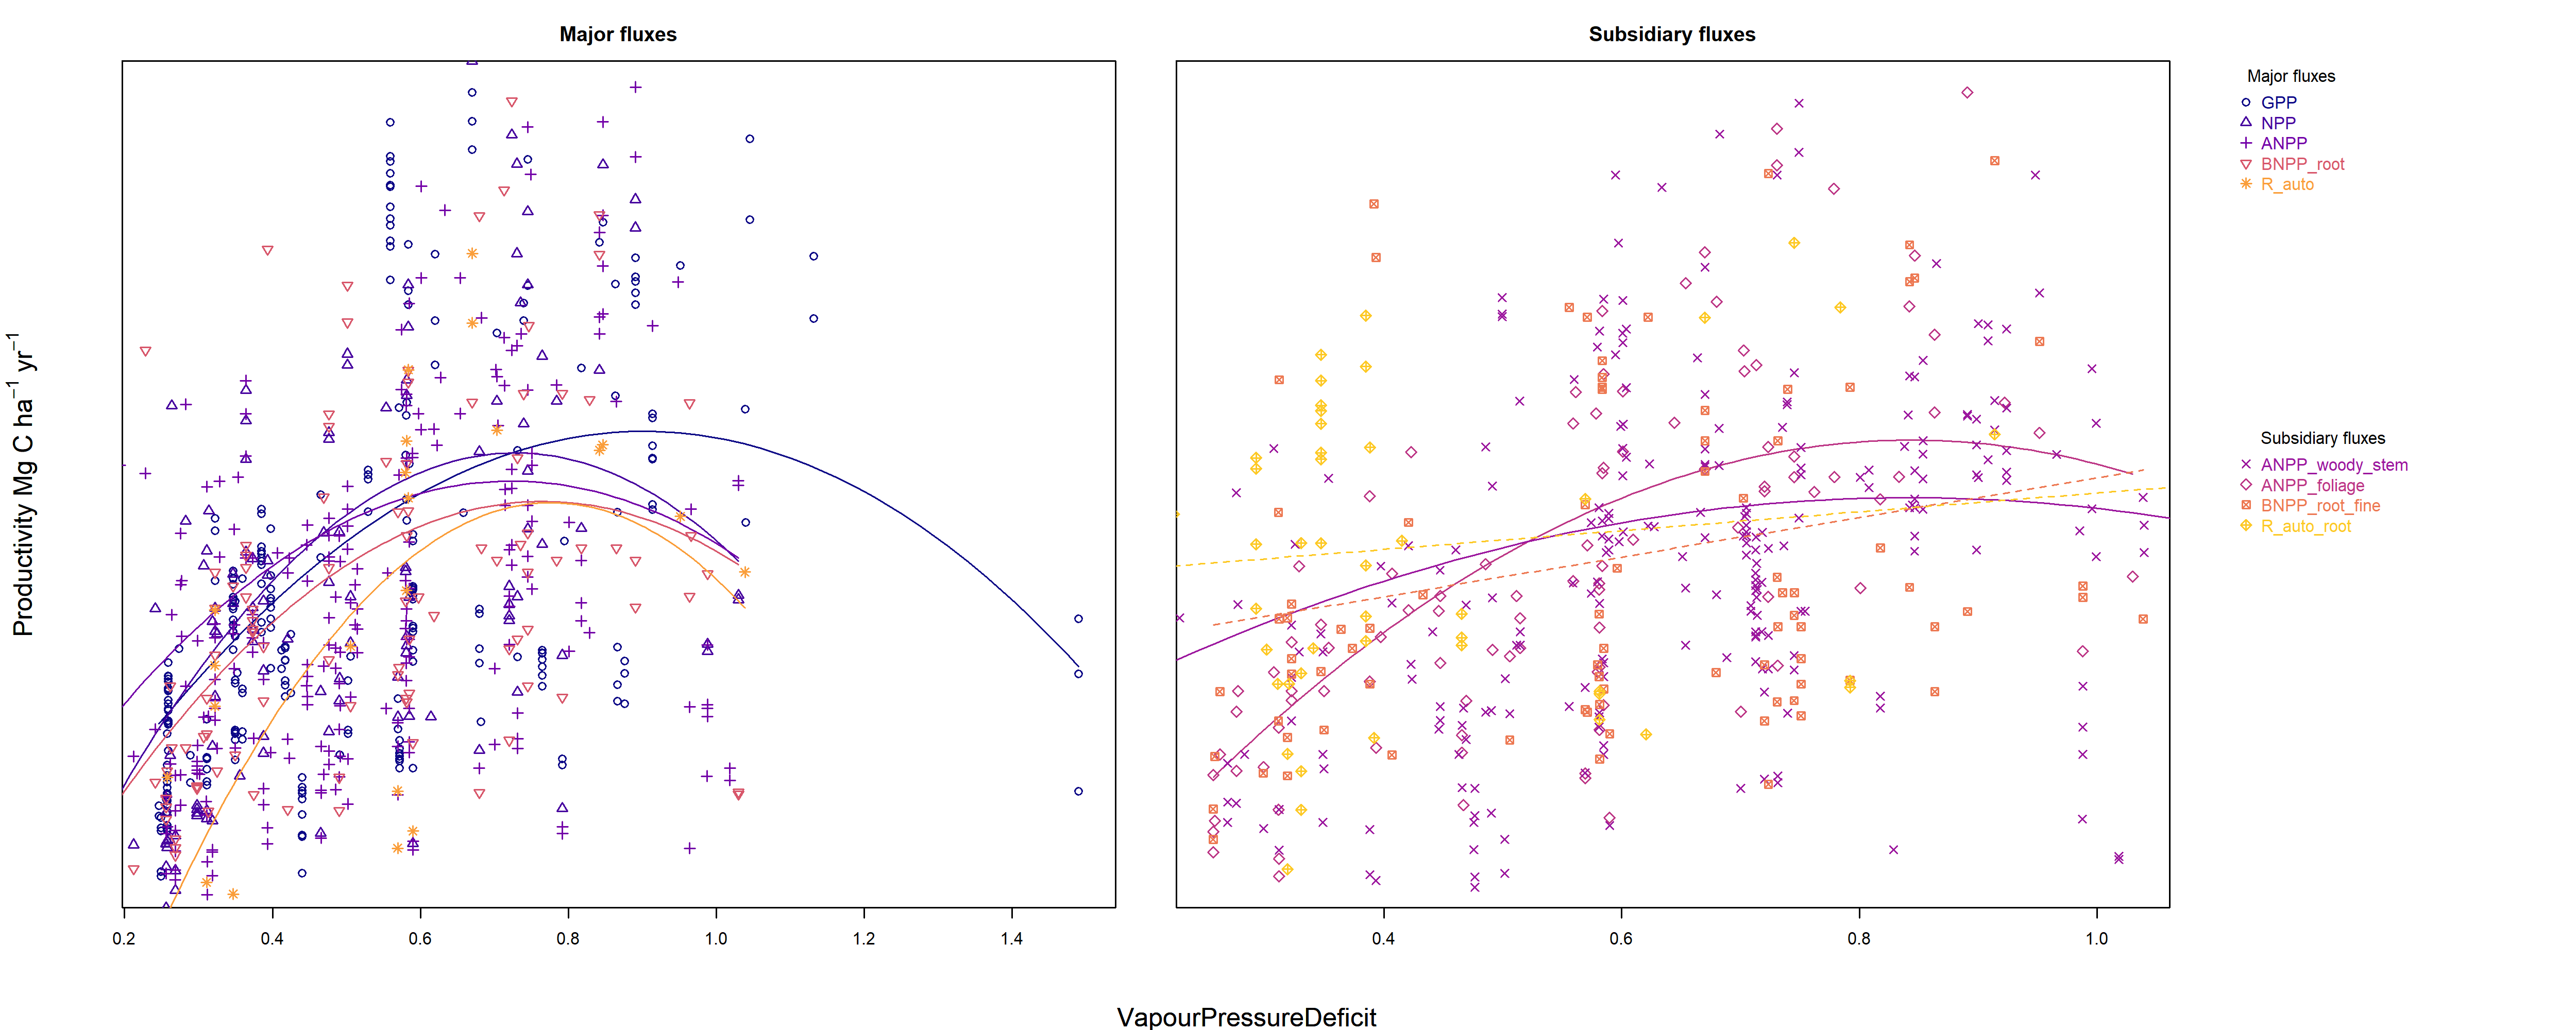 Major fluxes
Subsidiary fluxes
Productivity Mg C ha⁻¹ yr⁻¹
0.2 0.4 0.6 0.8 1.0 1.2 1.4
0.4 0.6 0.8 1.0
VapourPressureDeficit
Major fluxes
GPP
NPP
ANPP
BNPP_root
R_auto
Subsidiary fluxes
ANPP_woody_stem
ANPP_foliage
BNPP_root_fine
R_auto_root